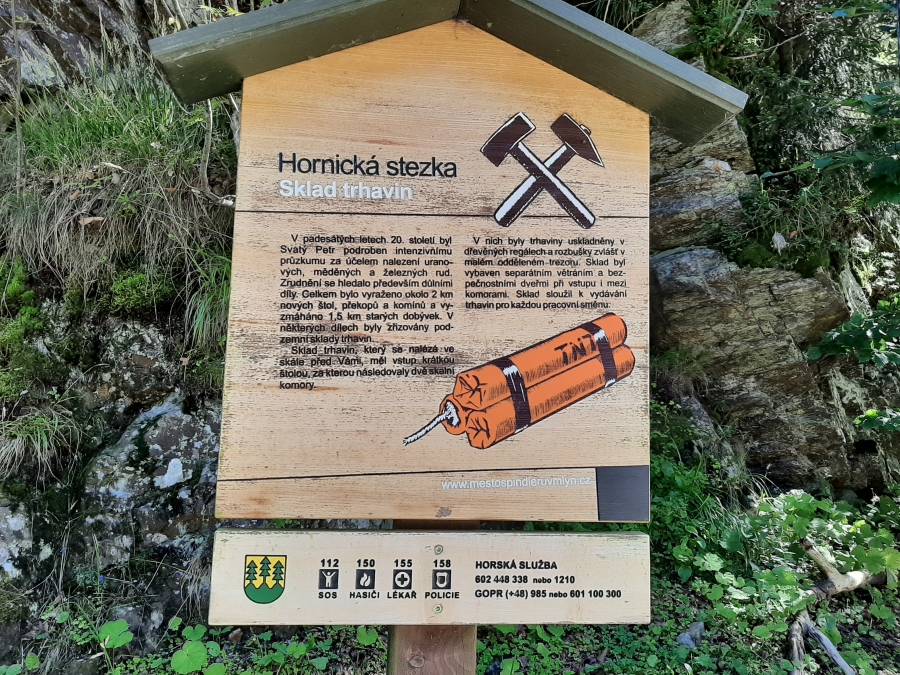 Hornická stezka
Sklad trhavin
V padesátých letech 20. století byl
Svatý Petr podroben intenzivnímu
průzkumu za účelem nalezení urano-
vých, měděných a železných rud.
Zrudnění se hledalo především důlními
díly. Celkem bylo vyraženo okolo 2 km
nových štol, překopů a komínů a vy-
zmáháno 1,5 km starých dobývek. V
některých dílech byly zřizovány pod-
zemní sklady trhavin.
Sklad trhavin, který se nalézá ve
skále před Vámi, měl vstup krátkou
štolou, za kterou následovaly dvě skalní
komory.
V nich byly trhaviny uskladněny v
dřevěných regálech a rozbušky zvlášť v
malém odděleném trezoru. Sklad byl
vybaven separátním větráním a bez-
pečnostními dveřmi při vstupu i mezi
komorami. Sklad sloužil k vydávání
trhavin pro každou pracovní směnu.
TNT
www.mestospindleruvmlyn.cz
112 150 155 158
SOS HASIČI LÉKAŘ POLICIE
HORSKÁ SLUŽBA
602 448 338 nebo 1210
GOPR (+48) 985 nebo 601 100 300